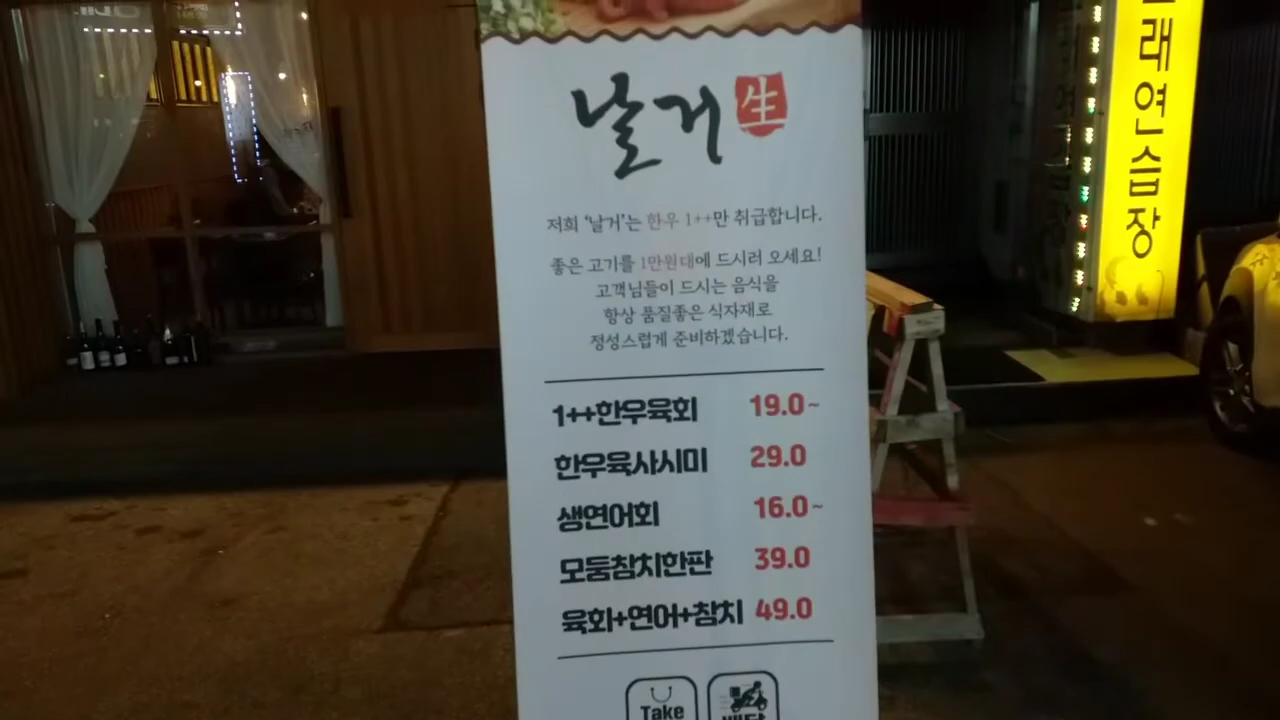 날거 生
저희 '날거'는 한우 1++만 취급합니다.
좋은 고기를 1만원대에 드시러 오세요!
고객님들이 드시는 음식을
항상 품질좋은 식자재로
정성스럽게 준비하겠습니다.
1++한우육회 19.0~
한우육사시미 29.0
생연어회 16.0~
모둠참치한판 39.0
육회+연어+참치 49.0
Take
배달
래연습장